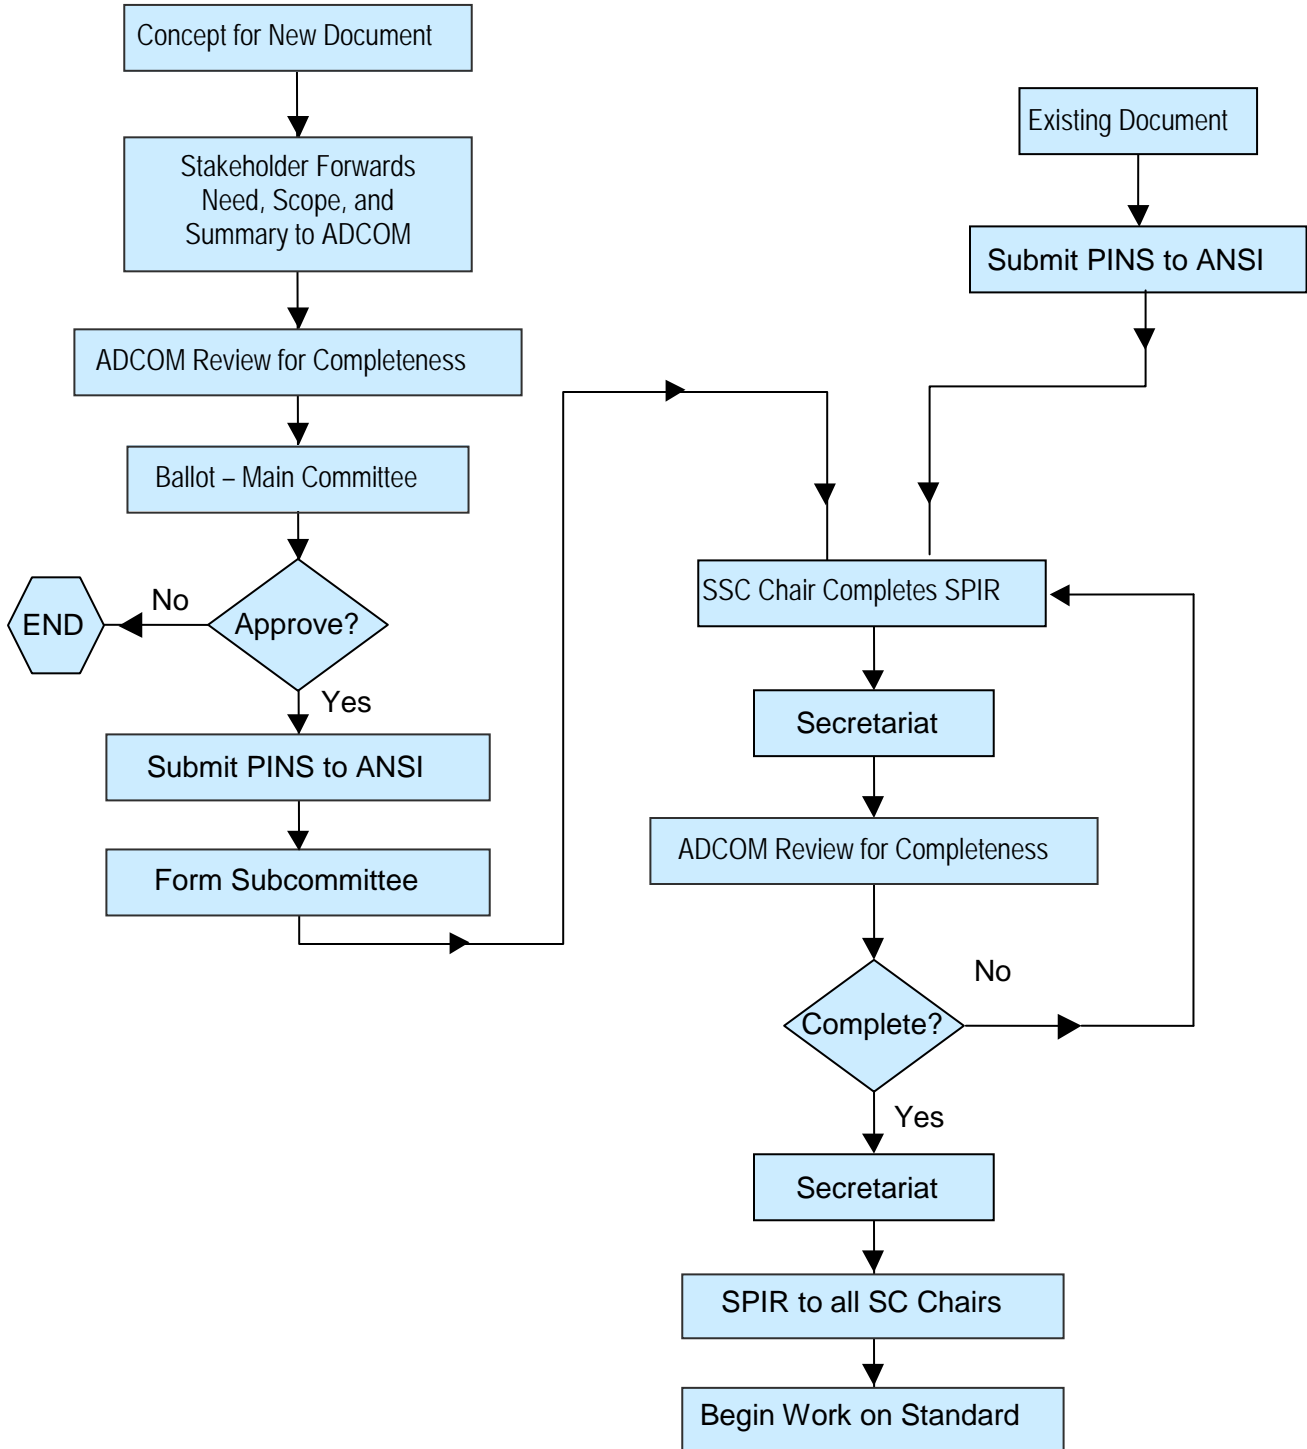 Concept for New Document
Stakeholder Forwards
Need, Scope, and
Summary to ADCOM
ADCOM Review for Completeness
Ballot – Main Committee
Approve?
No
END
Yes
Submit PINS to ANSI
Form Subcommittee
Existing Document
Submit PINS to ANSI
SSC Chair Completes SPIR
Secretariat
ADCOM Review for Completeness
Complete?
No
Yes
Secretariat
SPIR to all SC Chairs
Begin Work on Standard